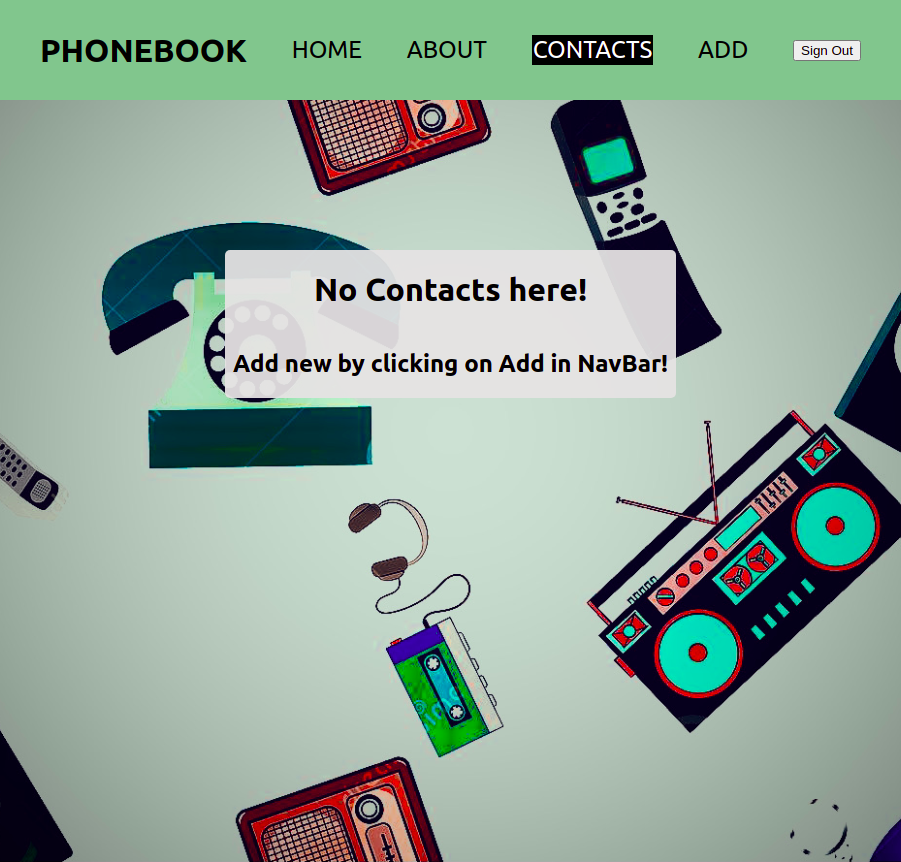 PHONEBOOK HOME ABOUT CONTACTS ADD Sign Out
No Contacts here!
Add new by clicking on Add in NavBar!